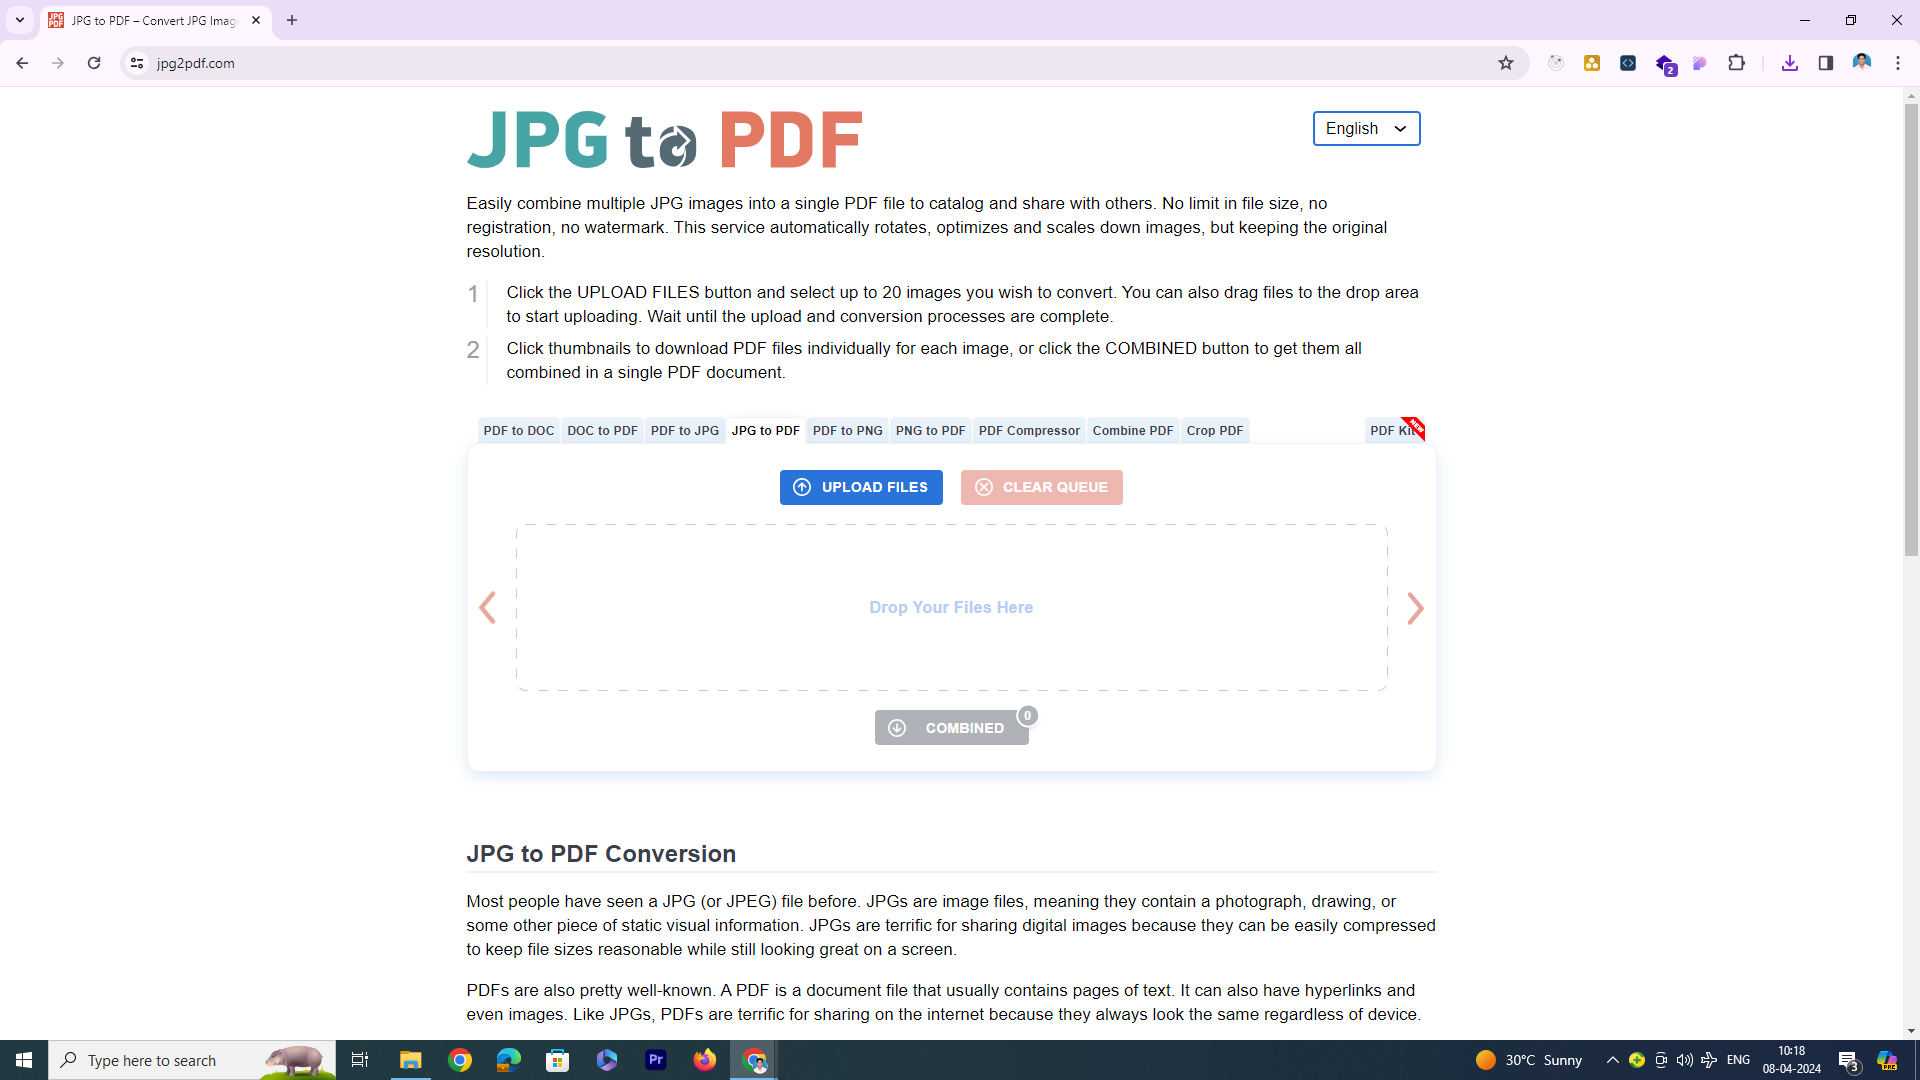 JPG to PDF – Convert JPG Imag
jpg2pdf.com
2
JPG to PDF
English
Easily combine multiple JPG images into a single PDF file to catalog and share with others. No limit in file size, no
registration, no watermark. This service automatically rotates, optimizes and scales down images, but keeping the original
resolution.
1 Click the UPLOAD FILES button and select up to 20 images you wish to convert. You can also drag files to the drop area
to start uploading. Wait until the upload and conversion processes are complete.
2 Click thumbnails to download PDF files individually for each image, or click the COMBINED button to get them all
combined in a single PDF document.
PDF to DOC DOC to PDF PDF to JPG JPG to PDF PDF to PNG PNG to PDF PDF Compressor Combine PDF Crop PDF PDF Kit NEW
UPLOAD FILES CLEAR QUEUE
Drop Your Files Here
COMBINED 0
JPG to PDF Conversion
Most people have seen a JPG (or JPEG) file before. JPGs are image files, meaning they contain a photograph, drawing, or
some other piece of static visual information. JPGs are terrific for sharing digital images because they can be easily compressed
to keep file sizes reasonable while still looking great on a screen.
PDFs are also pretty well-known. A PDF is a document file that usually contains pages of text. It can also have hyperlinks and
even images. Like JPGs, PDFs are terrific for sharing on the internet because they always look the same regardless of device.
Type here to search
Pr
30°C Sunny
ENG
10:18
08-04-2024
3
PRE